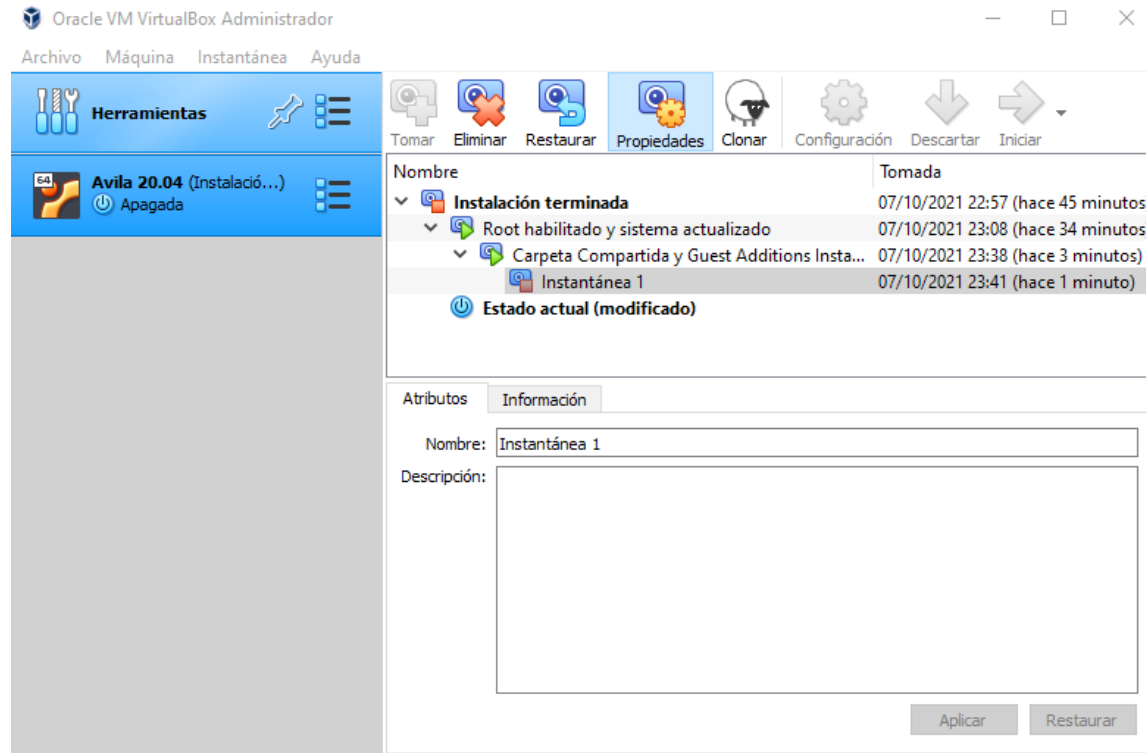 Oracle VM VirtualBox Administrador
Archivo Máquina Instantánea Ayuda
Herramientas
64
Avila 20.04 (Instalació...)
Apagada
Tomar Eliminar Restaurar Propiedades Clonar Configuración Descartar Iniciar
Nombre Tomada
Instalación terminada 07/10/2021 22:57 (hace 45 minutos
Root habilitado y sistema actualizado 07/10/2021 23:08 (hace 34 minutos
Carpeta Compartida y Guest Additions Insta... 07/10/2021 23:38 (hace 3 minutos)
Instantánea 1 07/10/2021 23:41 (hace 1 minuto)
Estado actual (modificado)
Atributos Información
Nombre: Instantánea 1
Descripción:
Aplicar Restaurar